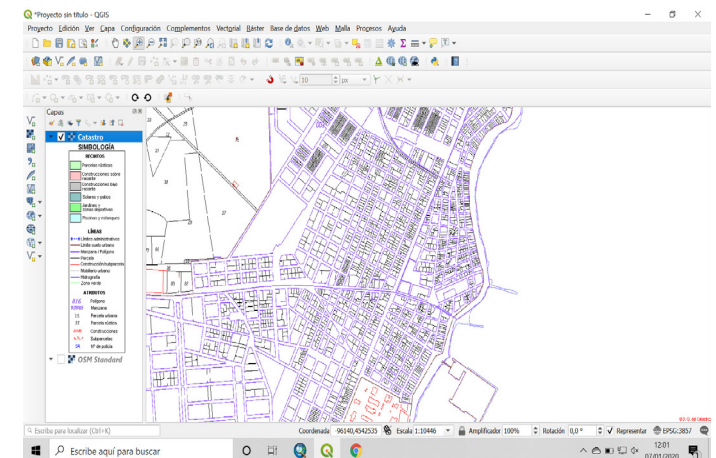 *Proyecto sin título - QGIS
Proyecto Edición Ver Capa Configuración Complementos Vectorial Ráster Base de datos Web Malla Procesos Ayuda
10 px
Capas
Catastro
SIMBOLOGÍA
RECINTOS
Parcelas rústicas
Construcciones sobre rasante
Construcciones bajo rasante
Solares y patios
Jardines y zonas deportivas
Piscinas y estanques
LÍNEAS
Límites administrativos
Límite suelo urbano
Manzana / Polígono
Parcela
Construcción/subparcela
Mobiliario urbano
Hidrografía
Zona verde
ATRIBUTOS
Polígono
Manzana
Parcela urbana
Parcela rústica
Construcciones
Subparcelas
Nº de policía
OSM Standard
Escribe para localizar (Ctrl+K)
Coordenada -96140,4542535 Escala 1:10446 Amplificador 100% Rotación 0,0 ° Representar EPSG:3857
Escribe aquí para buscar
12:01
07/01/2020